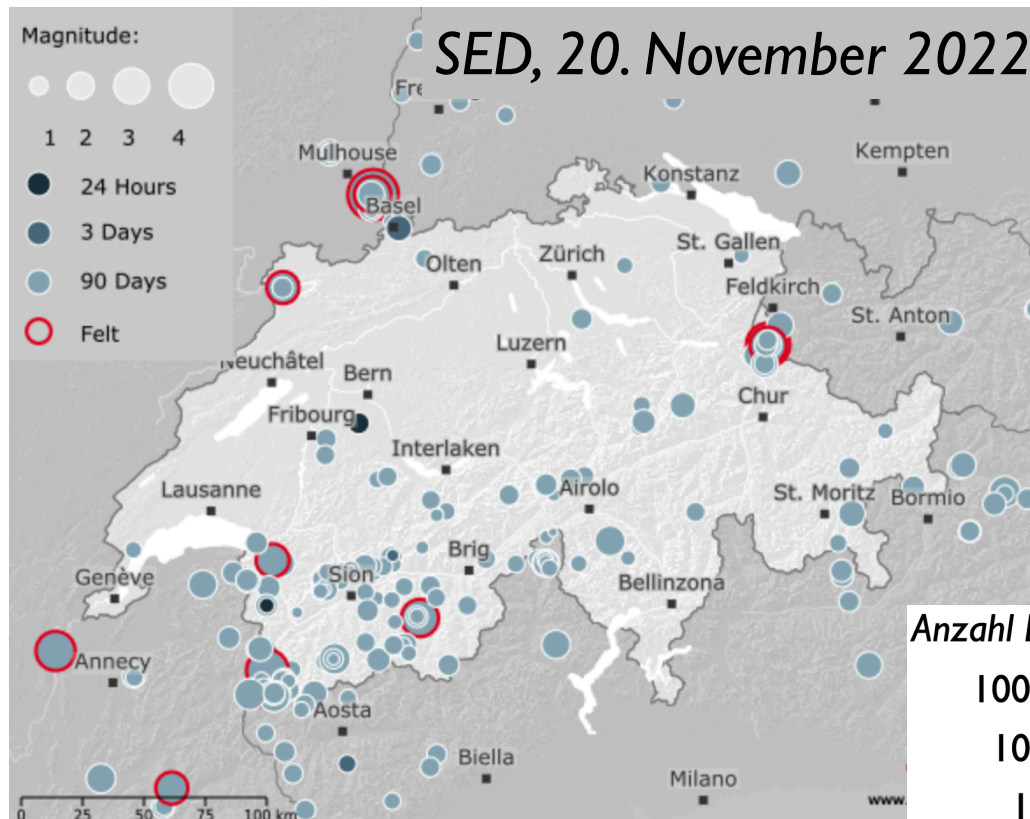 SED, 20. November 2022
Magnitude:
1 2 3 4
24 Hours
3 Days
90 Days
Felt
Mulhouse
Konstanz
Kempten
Basel
Olten
Zürich
St. Gallen
Feldkirch
St. Anton
Neuchâtel
Bern
Luzern
Chur
Fribourg
Interlaken
Lausanne
Airolo
St. Moritz
Bormio
Genève
Sion
Brig
Bellinzona
Annecy
Aosta
Biella
Milano
Anzahl
100
10
1
0 25 50 75 100 km
www.